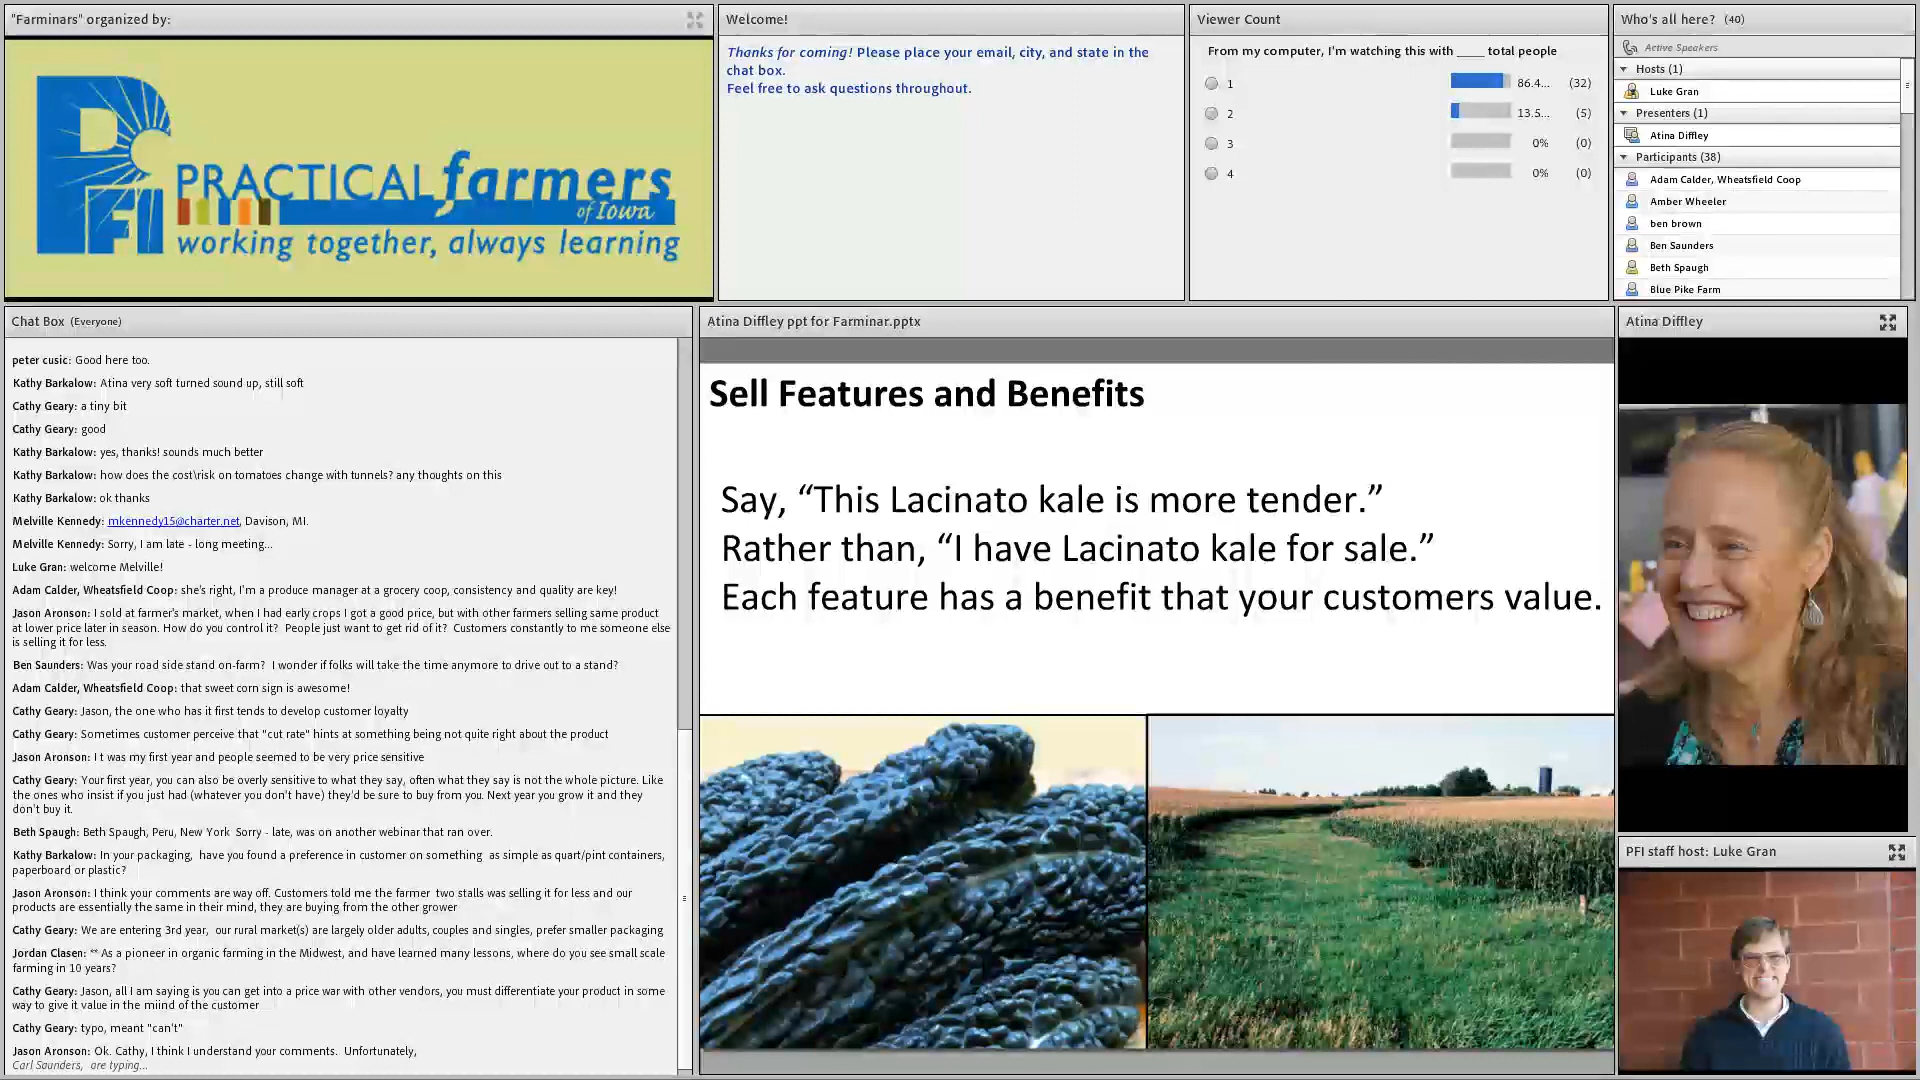 "Farminars" organized by:
PFI
PRACTICAL farmers
of Iowa
working together, always learning
Welcome!
Thanks for coming! Please place your email, city, and state in the
chat box.
Feel free to ask questions throughout.
Viewer Count
From my computer, I'm watching this with ____ total people
1 86.4... (32)
2 13.5... (5)
3 0% (0)
4 0% (0)
Who's all here? (40)
Active Speakers
Hosts (1)
Luke Gran
Presenters (1)
Atina Diffley
Participants (38)
Adam Calder, Wheatsfield Coop
Amber Wheeler
ben brown
Ben Saunders
Beth Spaugh
Blue Pike Farm
Chat Box (Everyone)
peter cusic: Good here too.
Kathy Barkalow: Atina very soft turned sound up, still soft
Cathy Geary: a tiny bit
Cathy Geary: good
Kathy Barkalow: yes, thanks! sounds much better
Kathy Barkalow: how does the cost\risk on tomatoes change with tunnels? any thoughts on this
Kathy Barkalow: ok thanks
Melville Kennedy: mkennedy15@charter.net, Davison, MI.
Melville Kennedy: Sorry, I am late - long meeting...
Luke Gran: welcome Melville!
Adam Calder, Wheatsfield Coop: she's right, I'm a produce manager at a grocery coop, consistency and quality are key!
Jason Aronson: I sold at farmer's market, when I had early crops I got a good price, but with other farmers selling same product
at lower price later in season. How do you control it? People just want to get rid of it? Customers constantly to me someone else
is selling it for less.
Ben Saunders: Was your road side stand on-farm? I wonder if folks will take the time anymore to drive out to a stand?
Adam Calder, Wheatsfield Coop: that sweet corn sign is awesome!
Cathy Geary: Jason, the one who has it first tends to develop customer loyalty
Cathy Geary: Sometimes customer perceive that "cut rate" hints at something being not quite right about the product
Jason Aronson: I t was my first year and people seemed to be very price sensitive
Cathy Geary: Your first year, you can also be overly sensitive to what they say, often what they say is not the whole picture. Like
the ones who insist if you just had (whatever you don't have) they'd be sure to buy from you. Next year you grow it and they
don't buy it.
Beth Spaugh: Beth Spaugh, Peru, New York Sorry - late, was on another webinar that ran over.
Kathy Barkalow: In your packaging, have you found a preference in customer on something as simple as quart/pint containers,
paperboard or plastic?
Jason Aronson: I think your comments are way off. Customers told me the farmer two stalls was selling it for less and our
products are essentially the same in their mind, they are buying from the other grower
Cathy Geary: We are entering 3rd year, our rural market(s) are largely older adults, couples and singles, prefer smaller packaging
Jordan Clasen: ** As a pioneer in organic farming in the Midwest, and have learned many lessons, where do you see small scale
farming in 10 years?
Cathy Geary: Jason, all I am saying is you can get into a price war with other vendors, you must differentiate your product in some
way to give it value in the miind of the customer
Cathy Geary: typo, meant "can't"
Jason Aronson: Ok. Cathy, I think I understand your comments. Unfortunately,
Carl Saunders, are typing...
Atina Diffley ppt for Farminar.pptx
Sell Features and Benefits
Say, “This Lacinato kale is more tender.”
Rather than, “I have Lacinato kale for sale.”
Each feature has a benefit that your customers value.
Atina Diffley
PFI staff host: Luke Gran